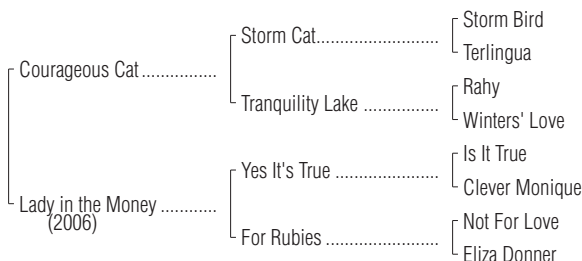 Storm Bird
Storm Cat........................
Terlingua
Courageous Cat...............
Rahy
Tranquility Lake ...............
Winters' Love
Is It True
Yes It's True .....................
Clever Monique
Lady in the Money ...........
(2006)
Not For Love
For Rubies .......................
Eliza Donner